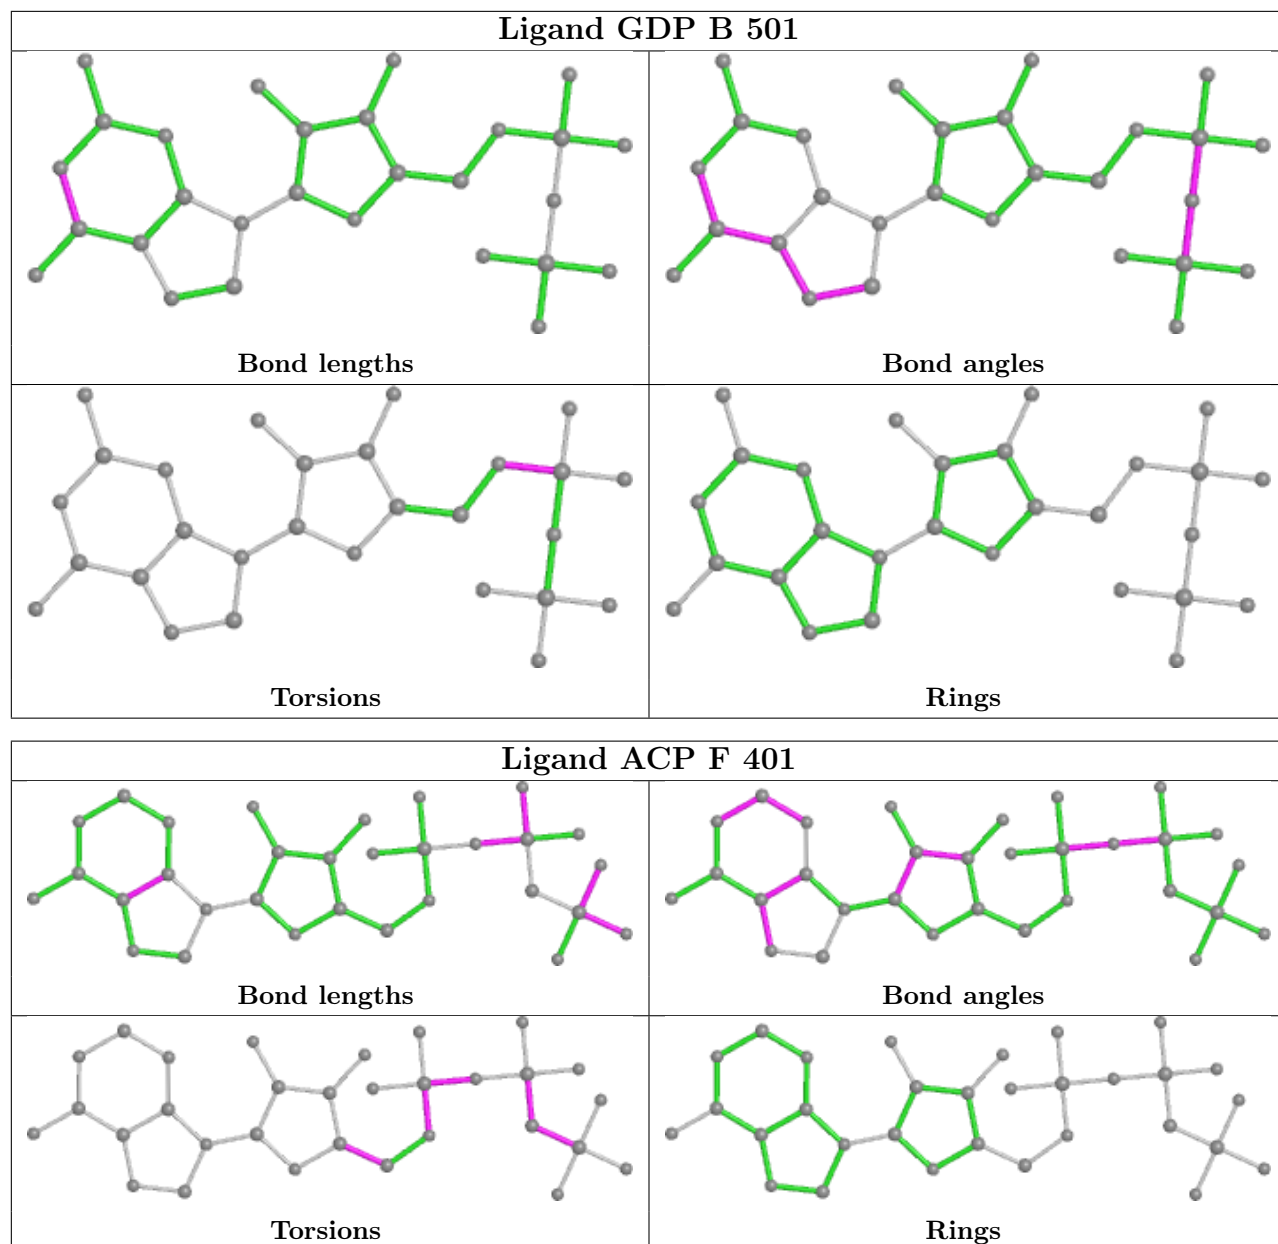 Ligand GDP B 501
Bond lengths
Bond angles
Torsions
Rings
Ligand ACP F 401
Bond lengths
Bond angles
Torsions
Rings